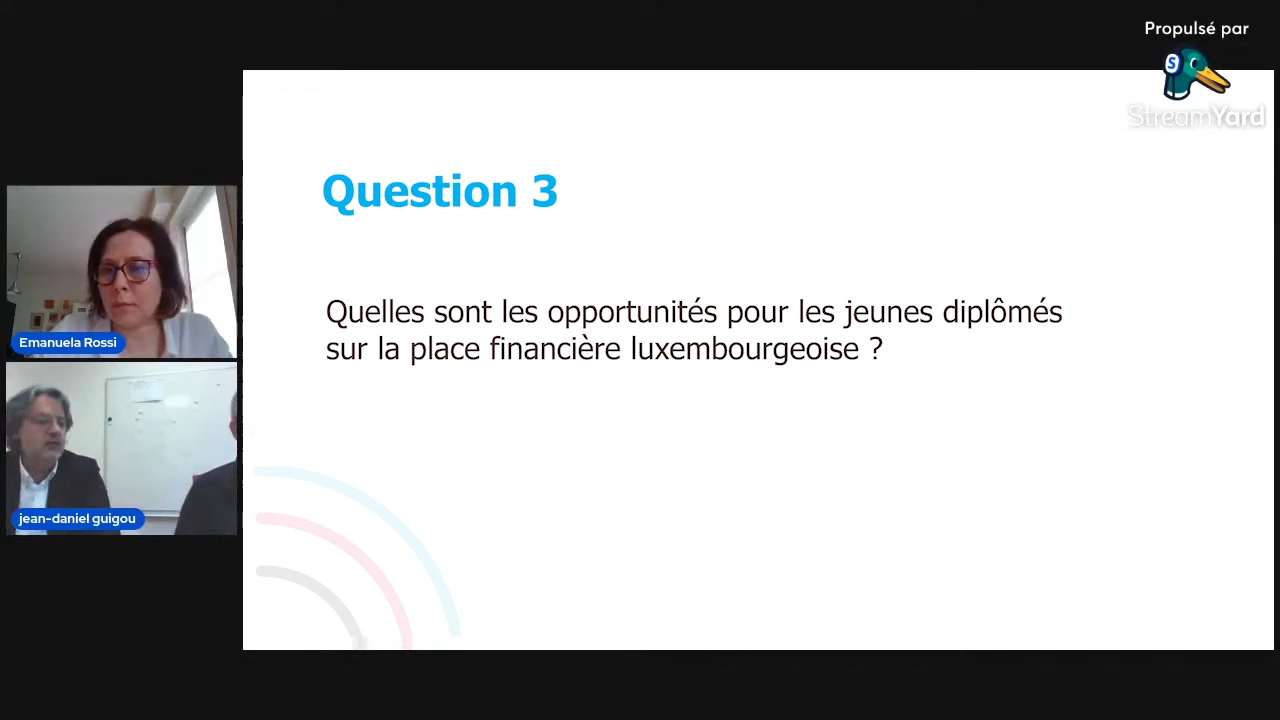 Propulsé par
S
StreamYard
Question 3
Quelles sont les opportunités pour les jeunes diplômés
sur la place financière luxembourgeoise ?
Emanuela Rossi
jean-daniel guigou